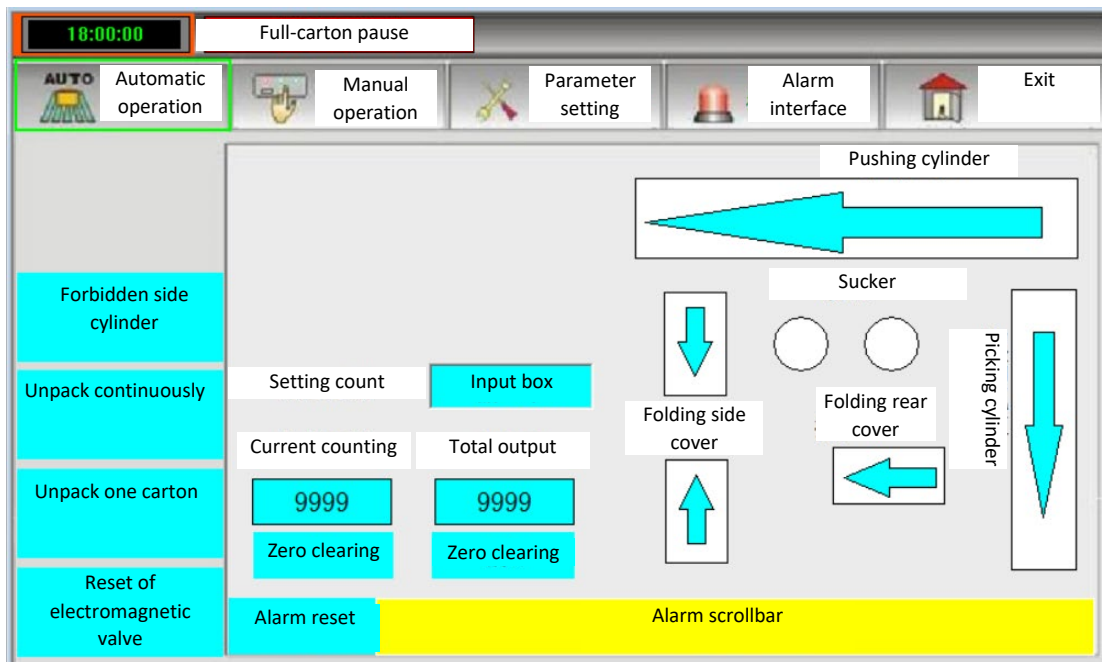 18:00:00
Full-carton pause
AUTO
Automatic
operation
Manual
operation
Parameter
setting
Alarm
interface
Exit
Pushing cylinder
Forbidden side
cylinder
Sucker
Picking cylinder
Unpack continuously
Setting count
Input box
Folding side
cover
Folding rear
cover
Current counting
Total output
Unpack one carton
9999
9999
Zero clearing
Zero clearing
Reset of
electromagnetic
valve
Alarm reset
Alarm scrollbar